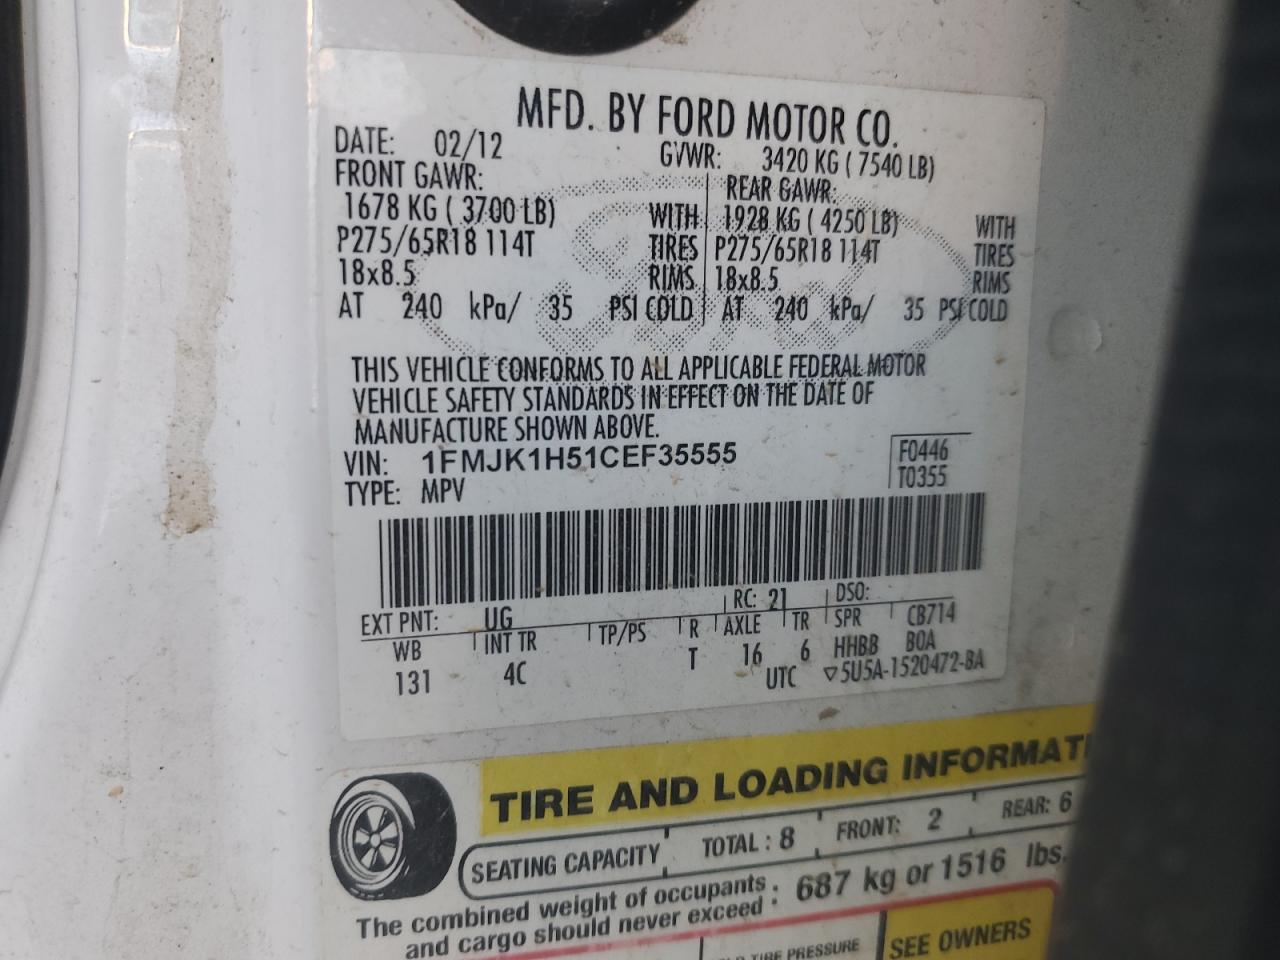 MFD. BY FORD MOTOR CO.
DATE: 02/12 GVWR: 3420 KG ( 7540 LB)
FRONT GAWR: REAR GAWR:
1678 KG ( 3700 LB) WITH 1928 KG ( 4250 LB) WITH
P275/65R18 114T TIRES P275/65R18 114T TIRES
18x8.5 RIMS 18x8.5 RIMS
AT 240 kPa/ 35 PSI COLD AT 240 kPa/ 35 PSI COLD
THIS VEHICLE CONFORMS TO ALL APPLICABLE FEDERAL MOTOR
VEHICLE SAFETY STANDARDS IN EFFECT ON THE DATE OF
MANUFACTURE SHOWN ABOVE.
VIN: 1FMJK1H51CEF35555 F0446
TYPE: MPV T0355
EXT PNT: UG RC: 21 DSO:
WB INT TR TP/PS R AXLE TR SPR CB714
131 4C T 16 6 HHBB BOA
UTC ▽5U5A-1520472-BA
TIRE AND LOADING
SEATING CAPACITY TOTAL : 8 FRONT: 2 REAR: 6
The combined weight of occupants
and cargo should never exceed : 687 kg or 1516 lbs.
TIRE PRESSURE SEE OWNERS